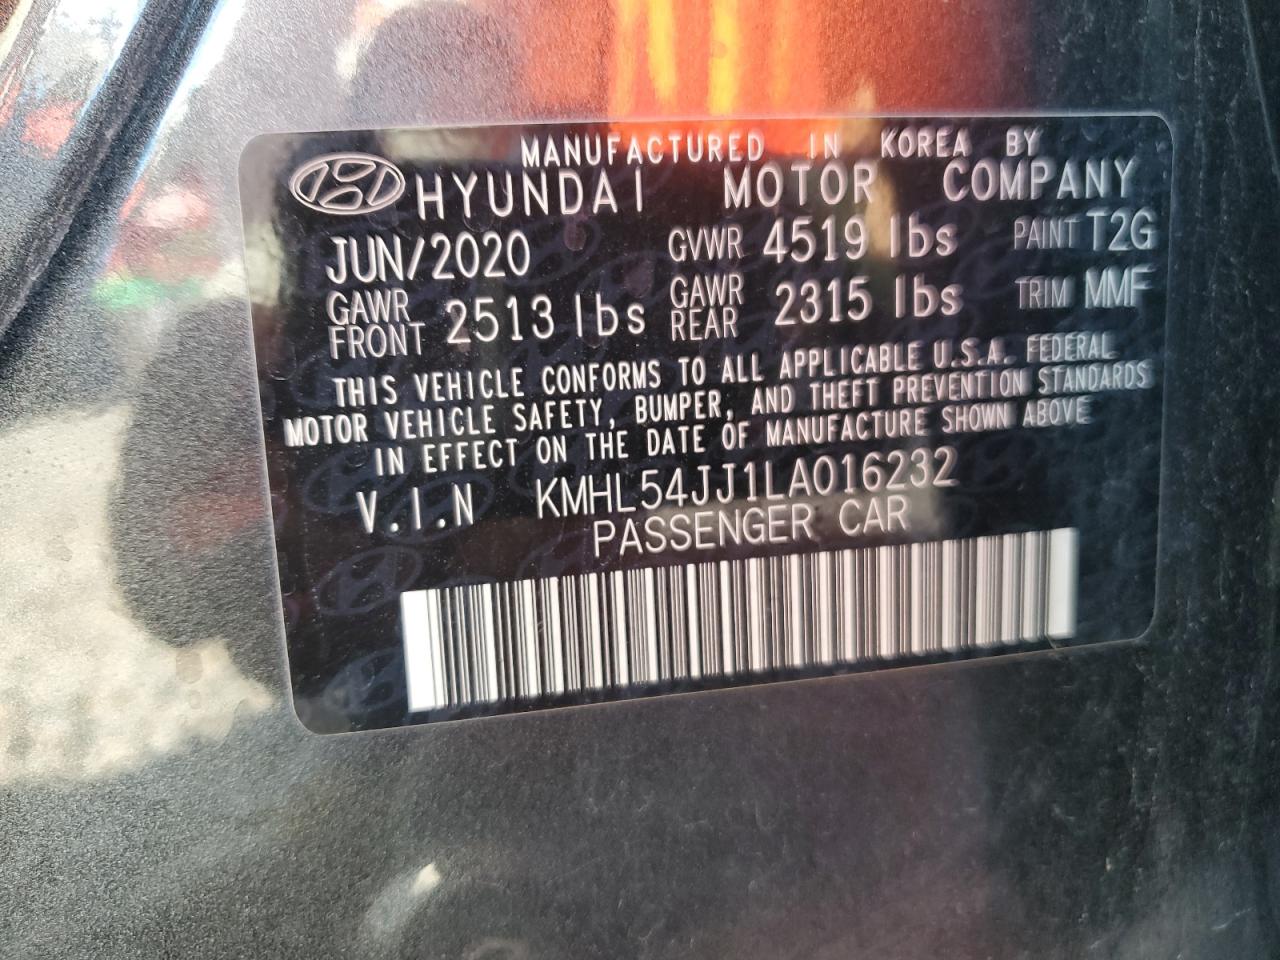 MANUFACTURED IN KOREA BY
HYUNDAI MOTOR COMPANY
JUN/2020 GVWR 4519 lbs PAINT T2G
GAWR FRONT 2513 lbs GAWR REAR 2315 lbs TRIM MMF
THIS VEHICLE CONFORMS TO ALL APPLICABLE U.S.A. FEDERAL
MOTOR VEHICLE SAFETY, BUMPER, AND THEFT PREVENTION STANDARDS
IN EFFECT ON THE DATE OF MANUFACTURE SHOWN ABOVE
V.I.N KMHL54JJ1LA016232
PASSENGER CAR